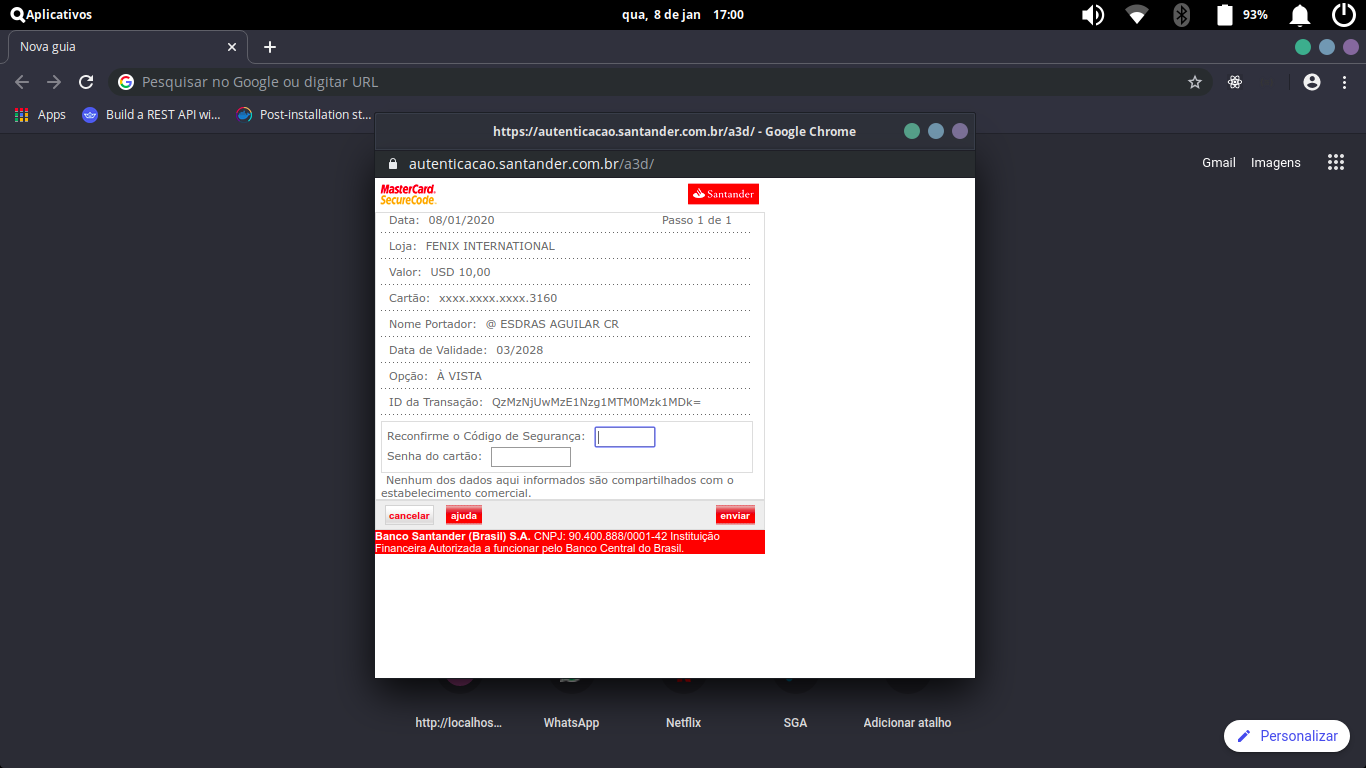 Aplicativos
qua, 8 de jan 17:00
93%
Nova guia
Pesquisar no Google ou digitar URL
Apps
Build a REST API wi...
Post-installation st...
https://autenticacao.santander.com.br/a3d/ - Google Chrome
autenticacao.santander.com.br/a3d/
Gmail
Imagens
MasterCard.
SecureCode.
Santander
Data: 08/01/2020
Passo 1 de 1
Loja: FENIX INTERNATIONAL
Valor: USD 10,00
Cartão: xxxx.xxxx.xxxx.3160
Nome Portador: @ ESDRAS AGUILAR CR
Data de Validade: 03/2028
Opção: À VISTA
ID da Transação: QzMzNjUwMzE1Nzg1MTM0Mzk1MDk=
Reconfirme o Código de Segurança:
Senha do cartão:
Nenhum dos dados aqui informados são compartilhados com o
estabelecimento comercial.
cancelar
ajuda
enviar
Banco Santander (Brasil) S.A. CNPJ: 90.400.888/0001-42 Instituição
Financeira Autorizada a funcionar pelo Banco Central do Brasil.
http://localhos...
WhatsApp
Netflix
SGA
Adicionar atalho
Personalizar